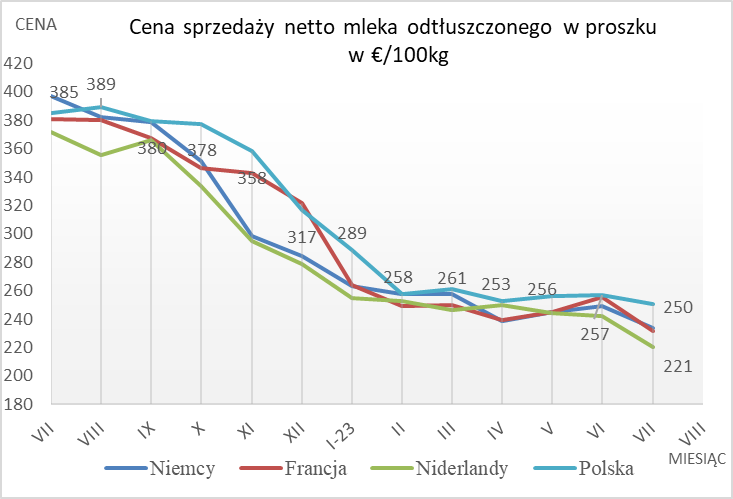 CENA
Cena sprzedaży netto mleka odtłuszczonego w proszku
w €/100kg
420
400
380
360
340
320
300
280
260
240
220
200
180
385
389
380
378
358
317
289
258
261
253
256
257
250
221
VII
VIII
IX
X
XI
XII
I-23
II
III
IV
V
VI
VII
VIII
MIESIĄC
Niemcy
Francja
Niderlandy
Polska